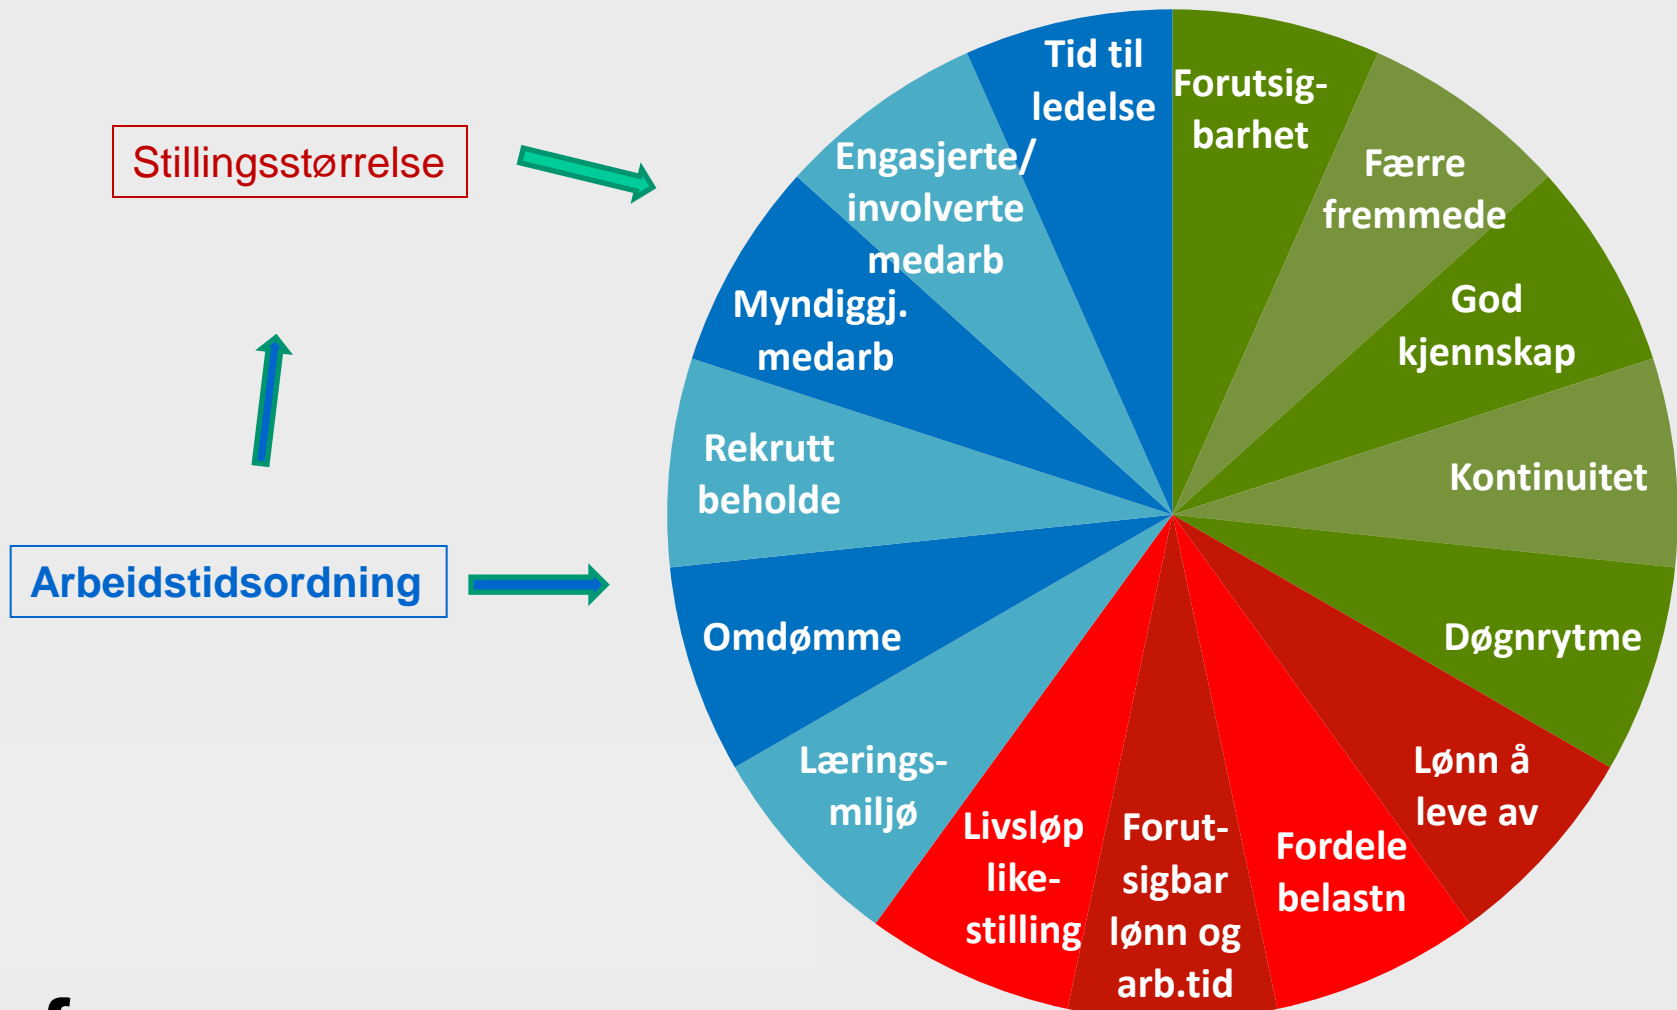 Stillingsstørrelse
Arbeidstidsordning
Tid til
ledelse
Forutsig-
barhet
Færre
fremmede
God
kjennskap
Kontinuitet
Døgnrytme
Lønn å
leve av
Fordele
belastn
Forut-
sigbar
lønn og
arb.tid
Livsløp
like-
stilling
Lærings-
miljø
Omdømme
Rekrutt
beholde
Myndiggj.
medarb
Engasjerte/
involverte
medarb